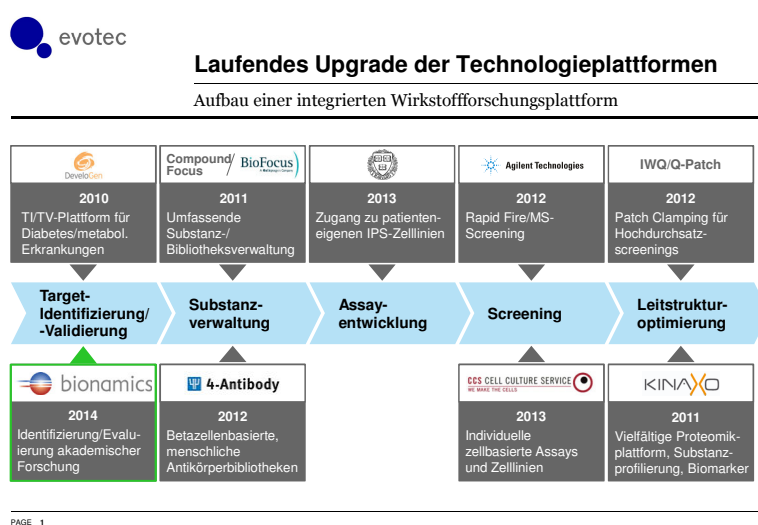 evotec
Laufendes Upgrade der Technologieplattformen
Aufbau einer integrierten Wirkstoffforschungsplattform
DeveloGen
2010
TI/TV-Plattform für
Diabetes/metabol.
Erkrankungen
Compound/
Focus
BioFocus
2011
Umfassende
Substanz-/
Bibliotheksverwaltung
2013
Zugang zu patienten-
eigenen IPS-Zelllinien
Agilent Technologies
2012
Rapid Fire/MS-
Screening
IWQ/Q-Patch
2012
Patch Clamping für
Hochdurchsatz-
screenings
Target-
Identifizierung/
-Validierung
Substanz-
verwaltung
Assay-
entwicklung
Screening
Leitstruktur-
optimierung
bionamics
2014
Identifizierung/Evalu-
ierung akademischer
Forschung
4-Antibody
2012
Betazellenbasierte,
menschliche
Antikörperbibliotheken
CCS CELL CULTURE SERVICE
WE MAKE THE CELLS
2013
Individuelle
zellbasierte Assays
und Zelllinien
KINAXO
2011
Vielfältige Proteomik-
plattform, Substanz-
profilierung, Biomarker
PAGE 1